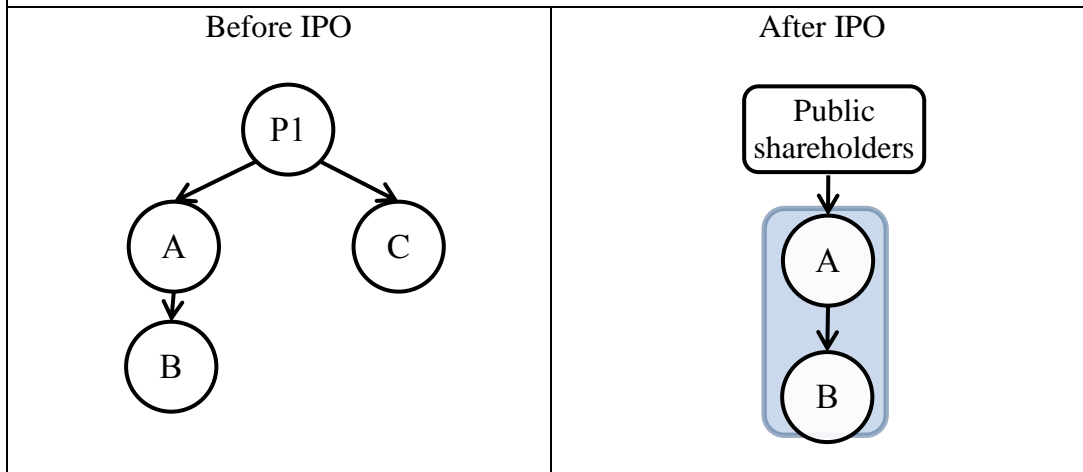 Before IPO
P1
A
C
B
After IPO
Public
shareholders
A
B